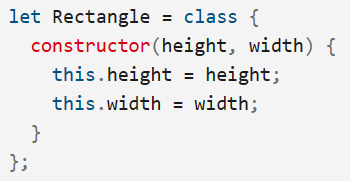 let Rectangle = class {
  constructor(height, width) {
    this.height = height;
    this.width = width;
  }
};